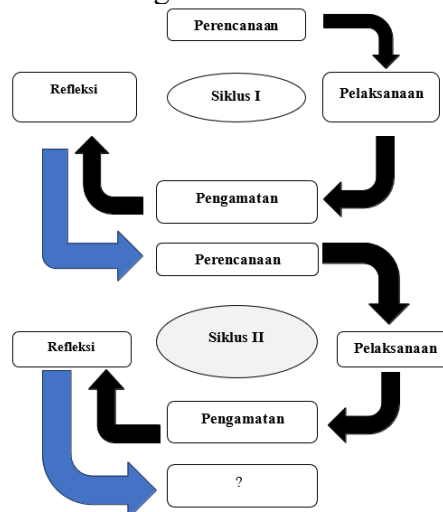 Perencanaan
Refleksi
Siklus I
Pelaksanaan
Pengamatan
Perencanaan
Siklus II
Refleksi
Pelaksanaan
Pengamatan
?